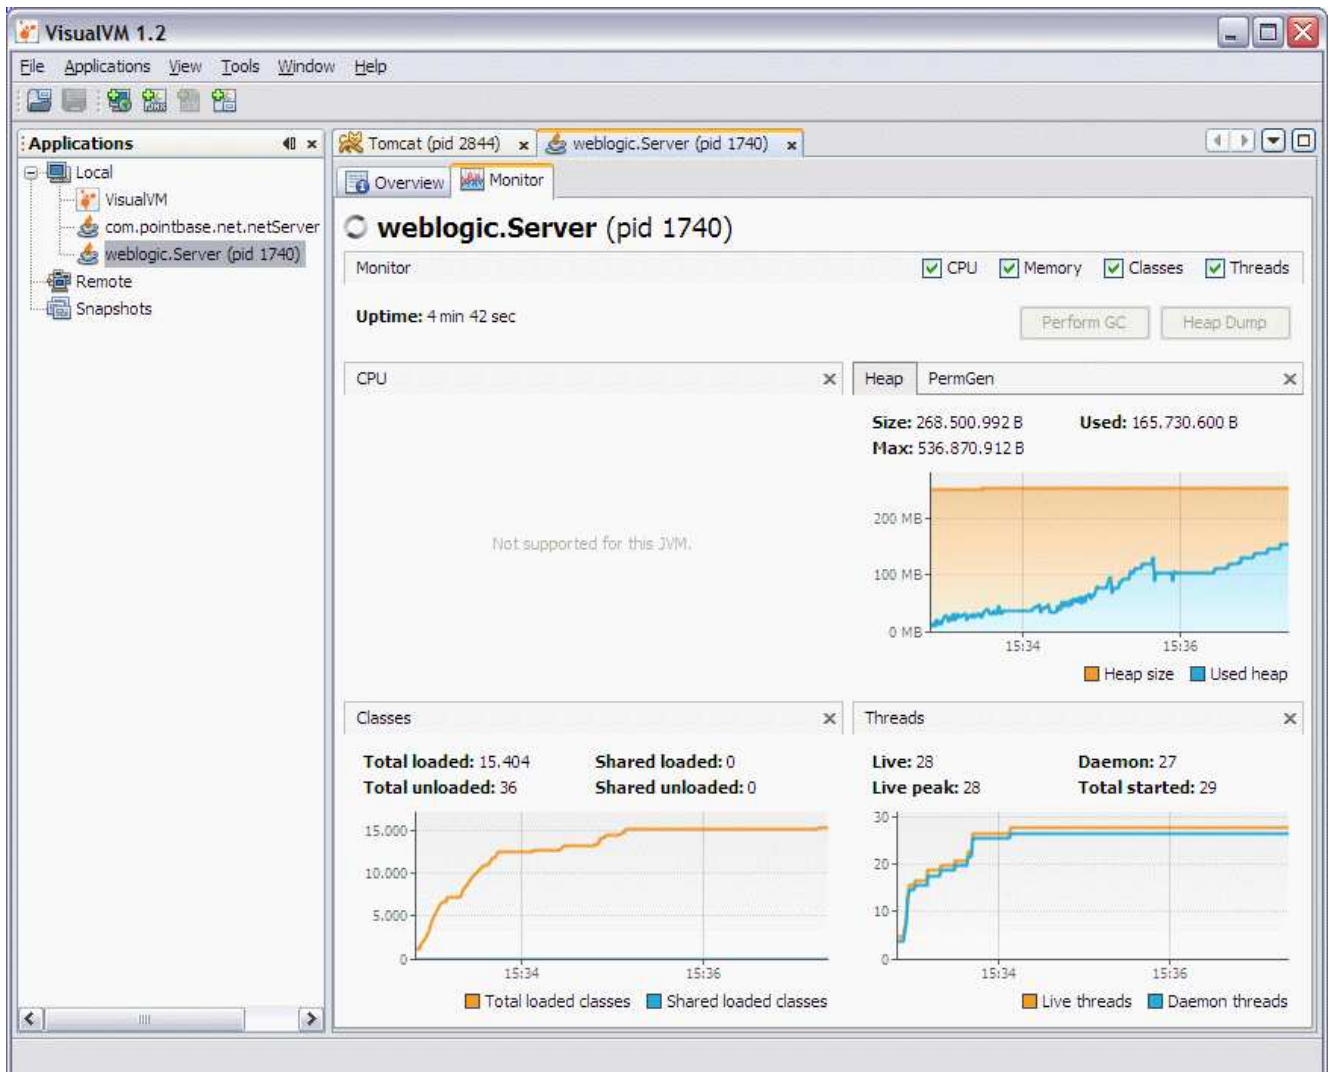 VisualVM 1.2
File Applications View Tools Window Help
Applications
Local
VisualVM
com.pointbase.net.netServer
weblogic.Server (pid 1740)
Remote
Snapshots
Tomcat (pid 2844) weblogic.Server (pid 1740)
Overview Monitor
weblogic.Server (pid 1740)
Monitor CPU Memory Classes Threads
Uptime: 4 min 42 sec
Perform GC Heap Dump
CPU
Not supported for this JVM.
Heap PermGen
Size: 268.500.992 B Used: 165.730.600 B
Max: 536.870.912 B
200 MB
100 MB
0 MB
15:34 15:36
Heap size Used heap
Classes
Total loaded: 15.404 Shared loaded: 0
Total unloaded: 36 Shared unloaded: 0
15.000
10.000
5.000
0
15:34 15:36
Total loaded classes Shared loaded classes
Threads
Live: 28 Daemon: 27
Live peak: 28 Total started: 29
30
20
10
0
15:34 15:36
Live threads Daemon threads